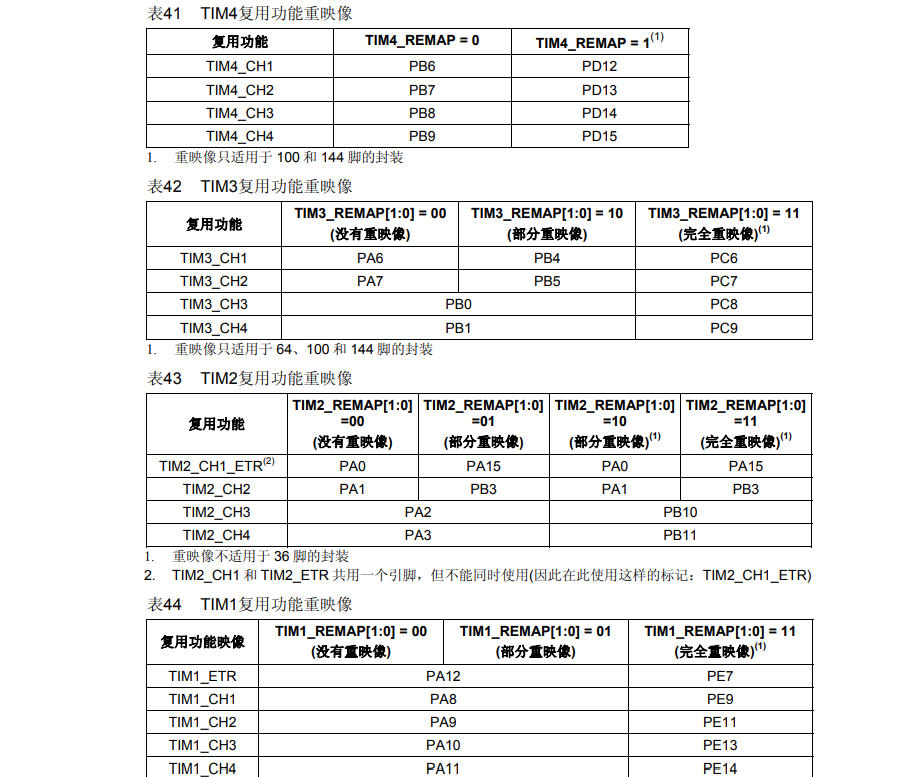 表41 TIM4复用功能重映像
复用功能 TIM4_REMAP = 0 TIM4_REMAP = 1(1)
TIM4_CH1 PB6 PD12
TIM4_CH2 PB7 PD13
TIM4_CH3 PB8 PD14
TIM4_CH4 PB9 PD15
1. 重映像只适用于 100 和 144 脚的封装
表42 TIM3复用功能重映像
复用功能 TIM3_REMAP[1:0] = 00 (没有重映像) TIM3_REMAP[1:0] = 10 (部分重映像) TIM3_REMAP[1:0] = 11 (完全重映像)(1)
TIM3_CH1 PA6 PB4 PC6
TIM3_CH2 PA7 PB5 PC7
TIM3_CH3 PB0 PC8
TIM3_CH4 PB1 PC9
1. 重映像只适用于 64、100 和 144 脚的封装
表43 TIM2复用功能重映像
复用功能 TIM2_REMAP[1:0] =00 (没有重映像) TIM2_REMAP[1:0] =01 (部分重映像) TIM2_REMAP[1:0] =10 (部分重映像)(1) TIM2_REMAP[1:0] =11 (完全重映像)(1)
TIM2_CH1_ETR(2) PA0 PA15 PA0 PA15
TIM2_CH2 PA1 PB3 PA1 PB3
TIM2_CH3 PA2 PB10
TIM2_CH4 PA3 PB11
1. 重映像不适用于 36 脚的封装
2. TIM2_CH1 和 TIM2_ETR 共用一个引脚，但不能同时使用(因此在此使用这样的标记：TIM2_CH1_ETR)
表44 TIM1复用功能重映像
复用功能映像 TIM1_REMAP[1:0] = 00 (没有重映像) TIM1_REMAP[1:0] = 01 (部分重映像) TIM1_REMAP[1:0] = 11 (完全重映像)(1)
TIM1_ETR PA12 PE7
TIM1_CH1 PA8 PE9
TIM1_CH2 PA9 PE11
TIM1_CH3 PA10 PE13
TIM1_CH4 PA11 PE14